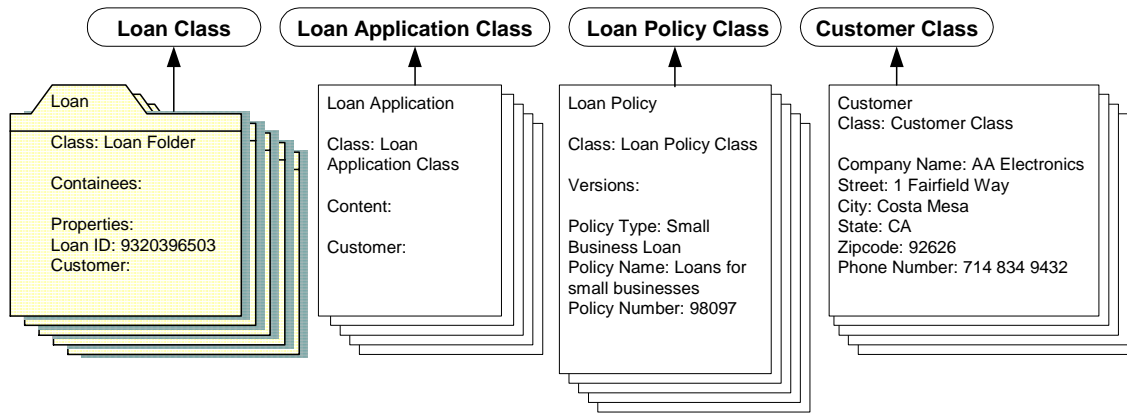 Loan Class
Loan Application Class
Loan Policy Class
Customer Class
Loan
Class: Loan Folder
Containees:
Properties:
Loan ID: 9320396503
Customer:
Loan Application
Class: Loan
Application Class
Content:
Customer:
Loan Policy
Class: Loan Policy Class
Versions:
Policy Type: Small
Business Loan
Policy Name: Loans for
small businesses
Policy Number: 98097
Customer
Class: Customer Class
Company Name: AA Electronics
Street: 1 Fairfield Way
City: Costa Mesa
State: CA
Zipcode: 92626
Phone Number: 714 834 9432